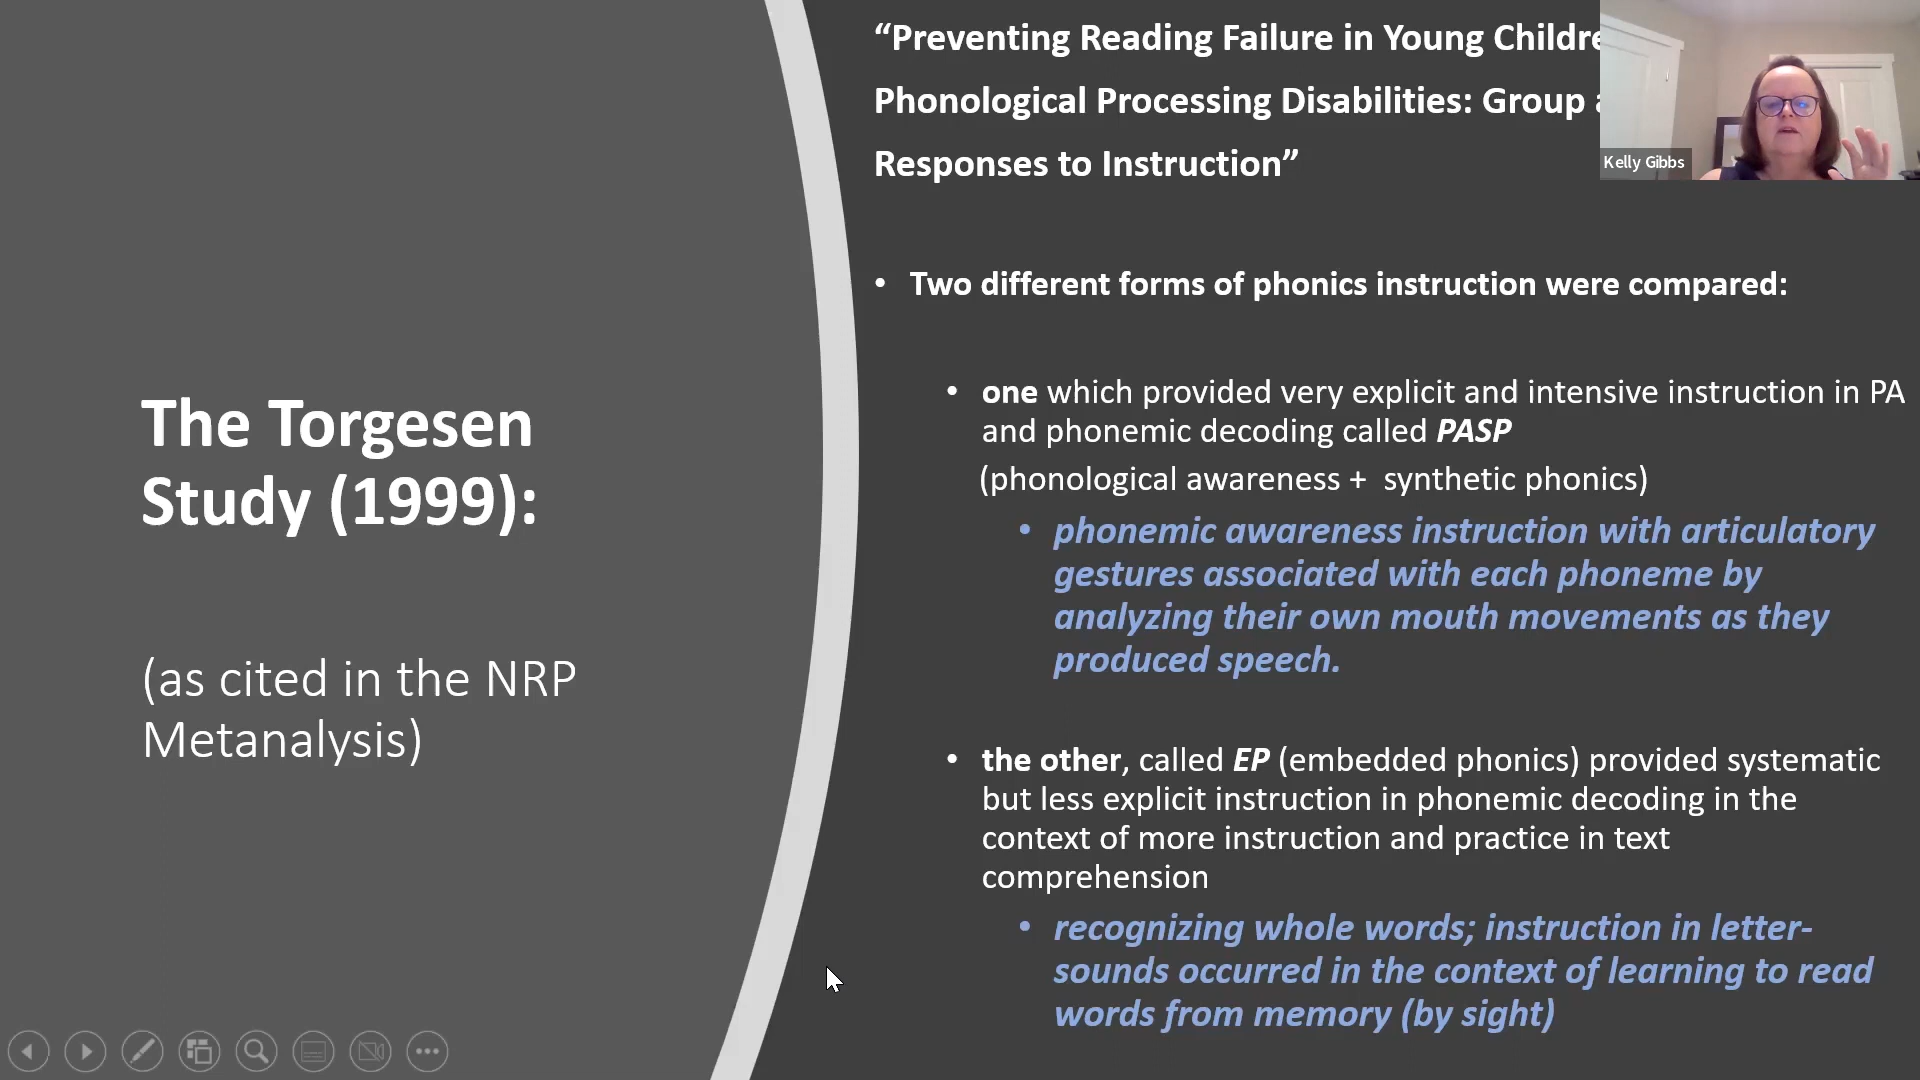 The Torgesen
Study (1999):
(as cited in the NRP
Metanalysis)
“Preventing Reading Failure in Young
Phonological Processing Disabilities: Group
Responses to Instruction”
Kelly Gibbs
• Two different forms of phonics instruction were compared:
• one which provided very explicit and intensive instruction in PA
and phonemic decoding called PASP
(phonological awareness + synthetic phonics)
• phonemic awareness instruction with articulatory
gestures associated with each phoneme by
analyzing their own mouth movements as they
produced speech.
• the other, called EP (embedded phonics) provided systematic
but less explicit instruction in phonemic decoding in the
context of more instruction and practice in text
comprehension
• recognizing whole words; instruction in letter-
sounds occurred in the context of learning to read
words from memory (by sight)